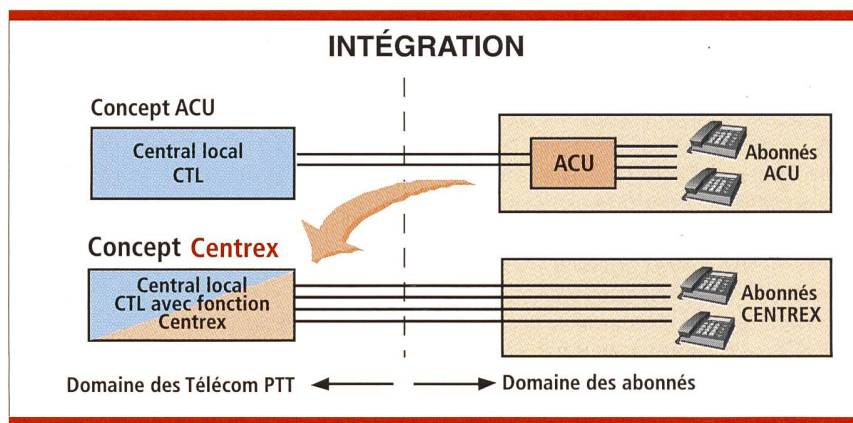 INTÉGRATION
Concept ACU
Central local
CTL
ACU
Abonnés
ACU
Concept Centrex
Central local
CTL avec fonction
Centrex
Abonnés
CENTREX
Domaine des Télécom PTT
Domaine des abonnés